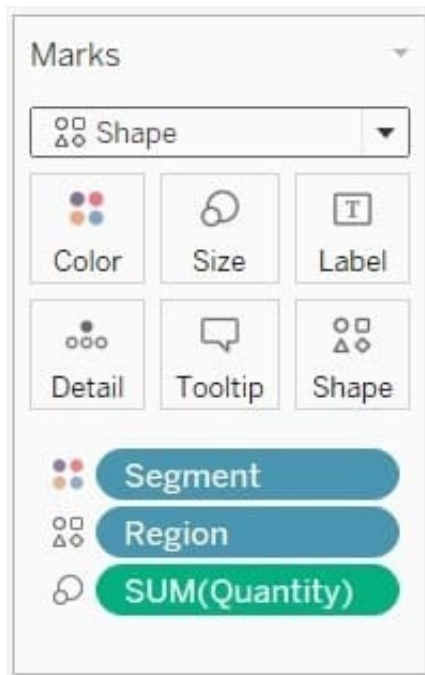 Marks
Shape
Color Size Label
Detail Tooltip Shape
Segment
Region
SUM(Quantity)